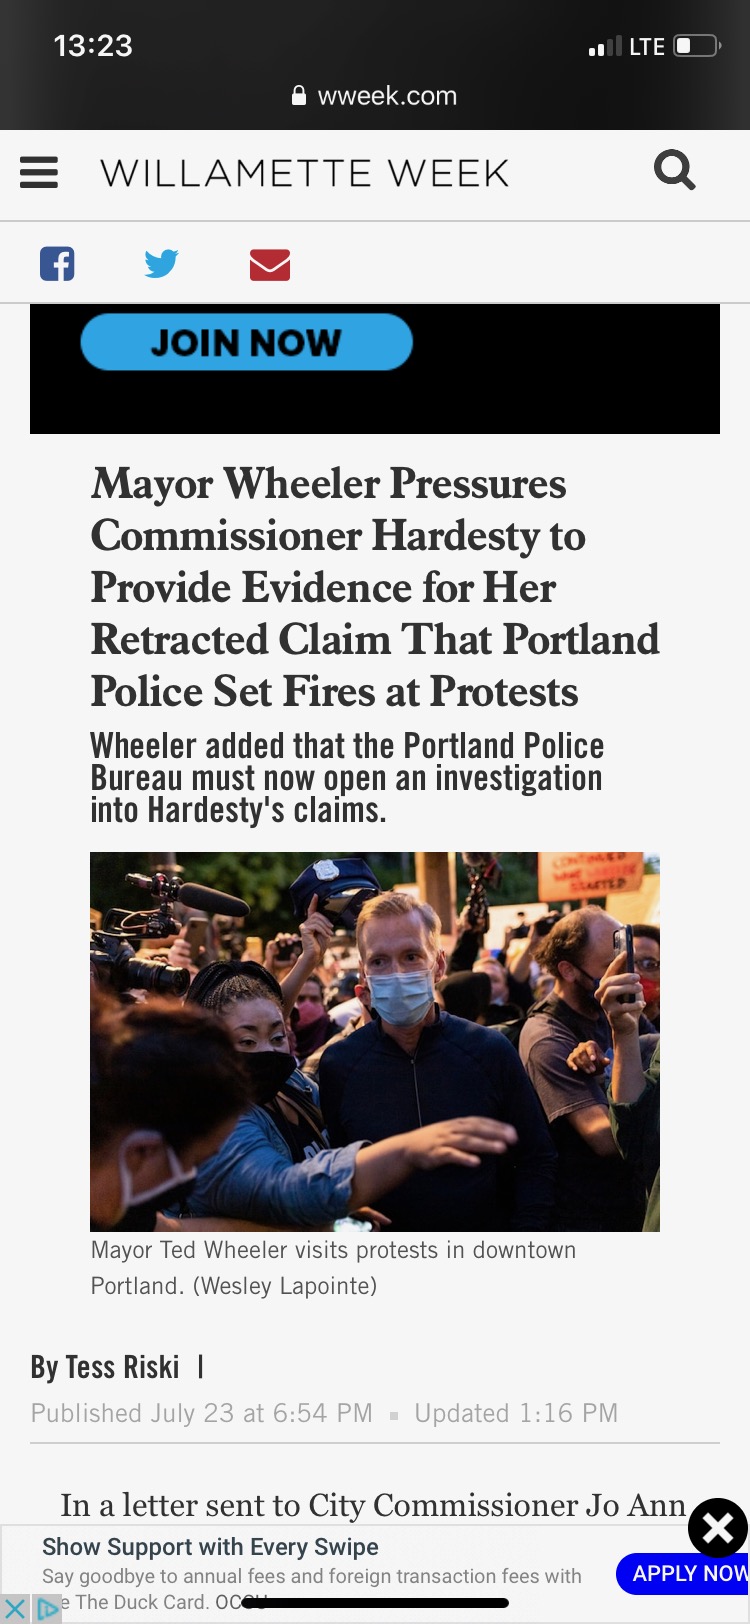 13:23
LTE
wweek.com
WILLAMETTE WEEK
JOIN NOW
Mayor Wheeler Pressures
Commissioner Hardesty to
Provide Evidence for Her
Retracted Claim That Portland
Police Set Fires at Protests
Wheeler added that the Portland Police
Bureau must now open an investigation
into Hardesty's claims.
CONTINUED
STARTED
Mayor Ted Wheeler visits protests in downtown
Portland. (Wesley Lapointe)
By Tess Riski |
Published July 23 at 6:54 PM ▪ Updated 1:16 PM
In a letter sent to City Commissioner Jo Ann
Show Support with Every Swipe
Say goodbye to annual fees and foreign transaction fees with
The Duck Card.
APPLY NOW